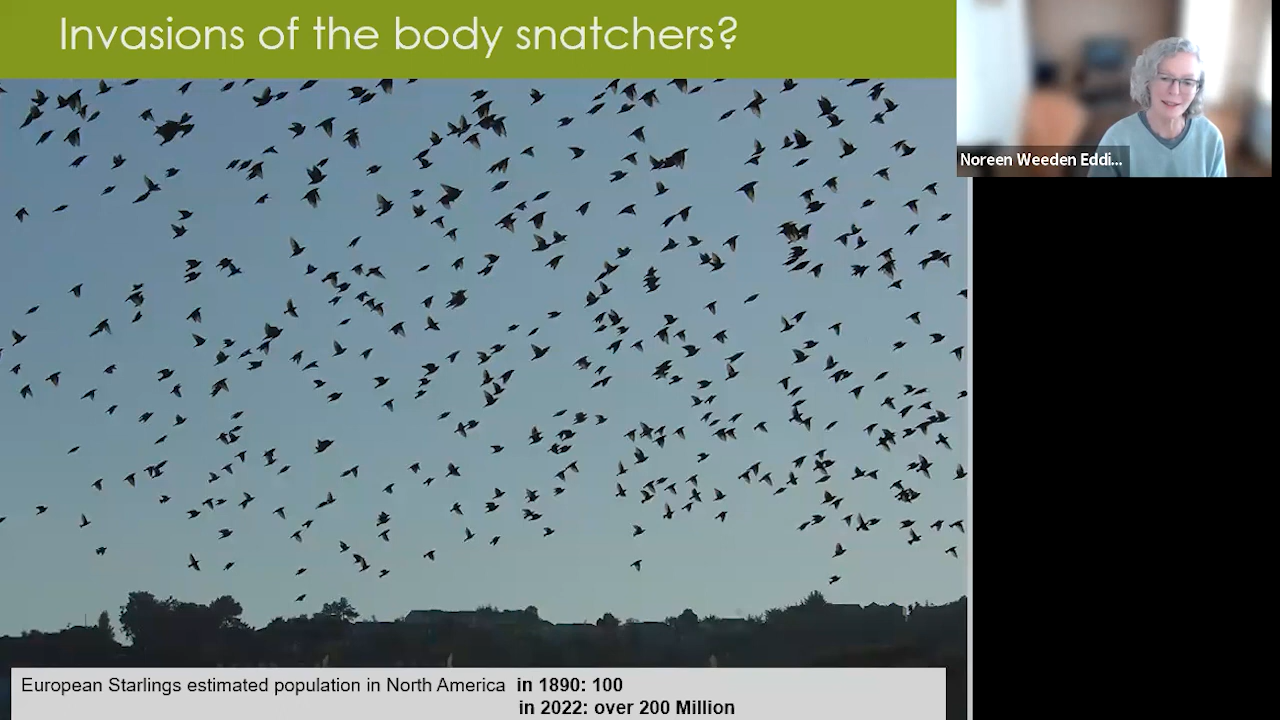 Invasions of the body snatchers?
Noreen Weeden Eddi...
European Starlings estimated population in North America in 1890: 100
in 2022: over 200 Million